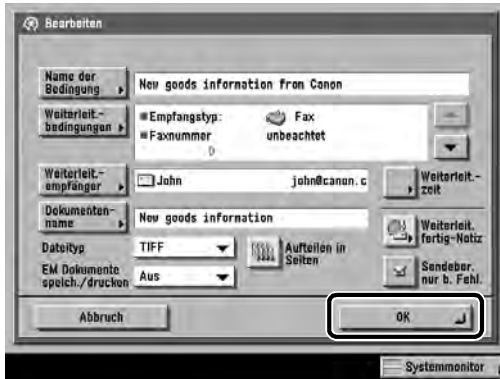 Bearbeiten
Name der
Bedingung
New goods information from Canon
Weiterleit.-
bedingungen
Empfangstyp: Fax
Faxnummer unbeachtet
0
Weiterleit.-
empfänger
John john@canon.c
Weiterleit.-
zeit
Dokumenten-
name
New goods information
Weiterleit.
fertig-Notiz
Dateityp
TIFF
Aufteilen in
Seiten
EM Dokumente
speich./drucken
Aus
Sendeber.
nur b. Fehl.
Abbruch
OK
Systemmonitor